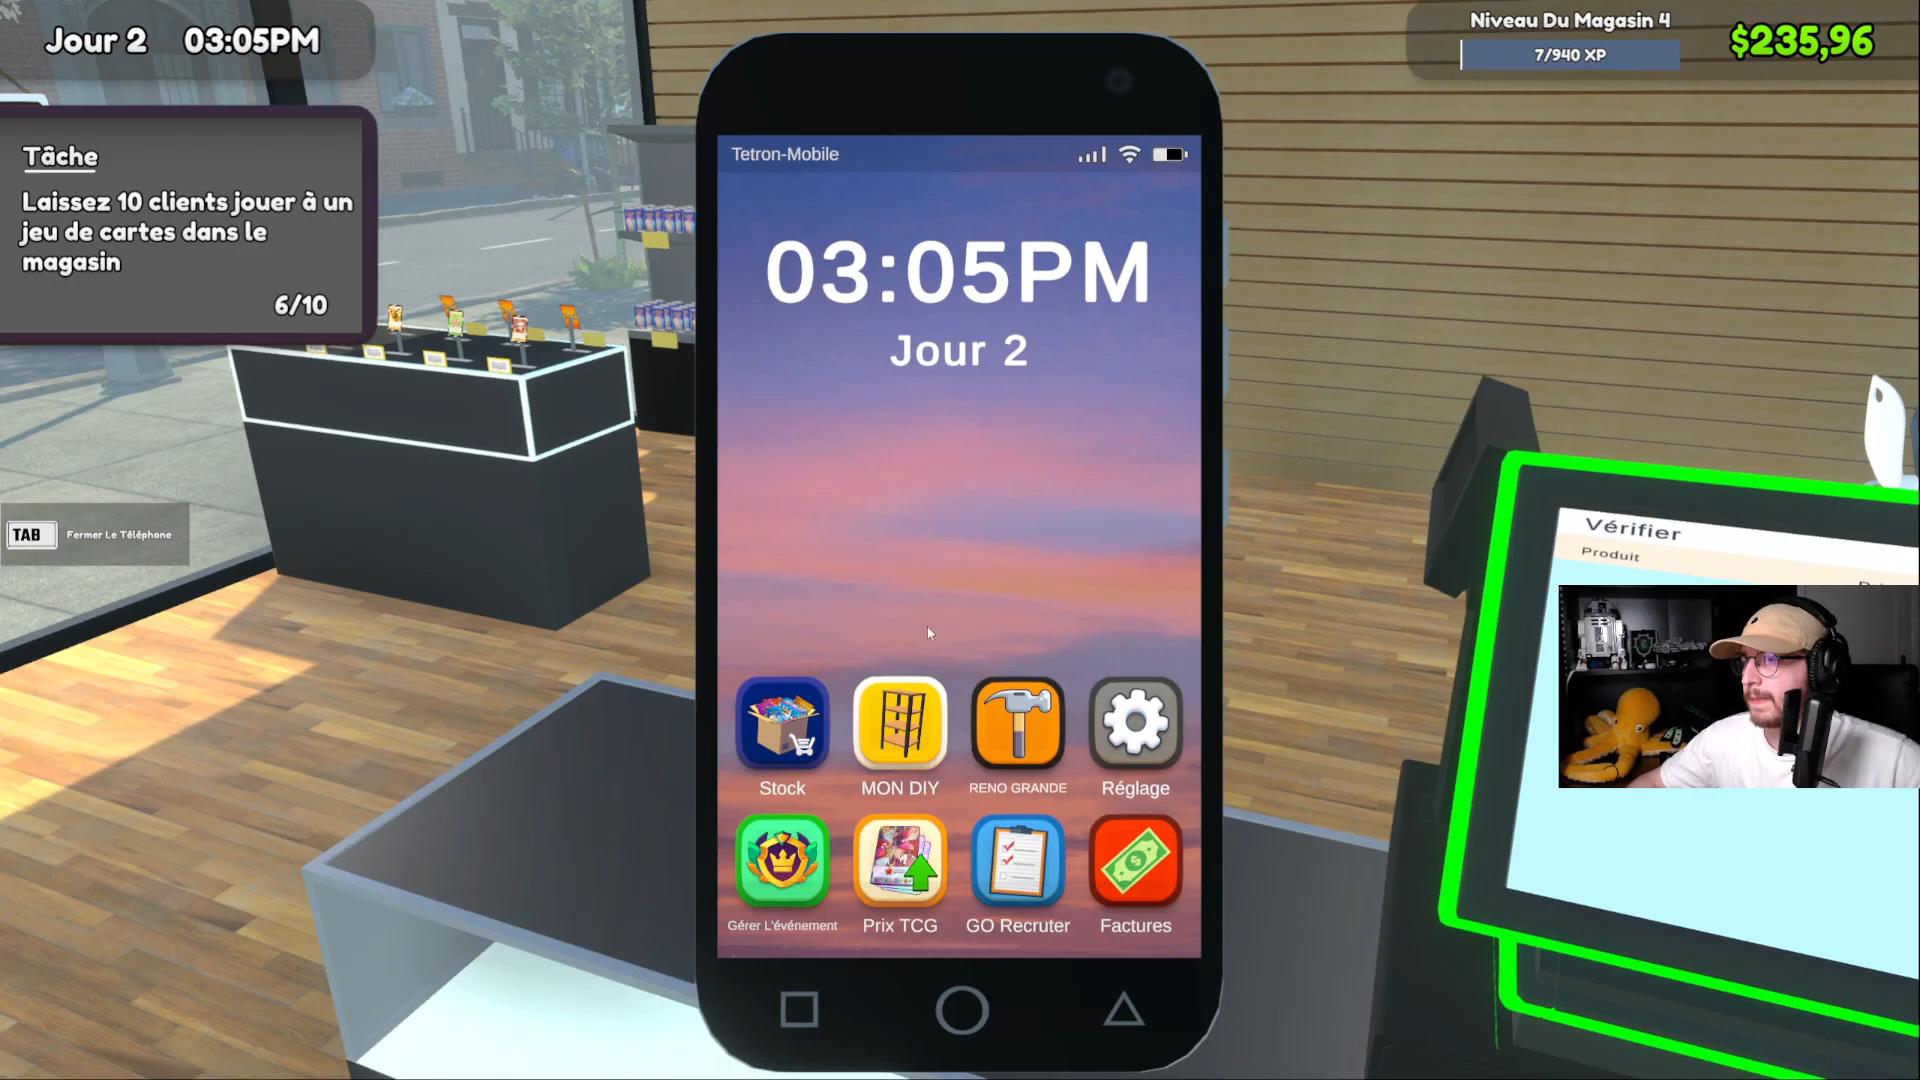 Jour 2 03:05PM
Niveau Du Magasin 4
7/940 XP
$235,96
Tâche
Laissez 10 clients jouer à un
jeu de cartes dans le
magasin
6/10
TAB Fermer Le Téléphone
Tetron-Mobile
03:05PM
Jour 2
Stock
MON DIY
RENO GRANDE
Réglage
Gérer L'événement
Prix TCG
GO Recruter
Factures
Vérifier
Produit